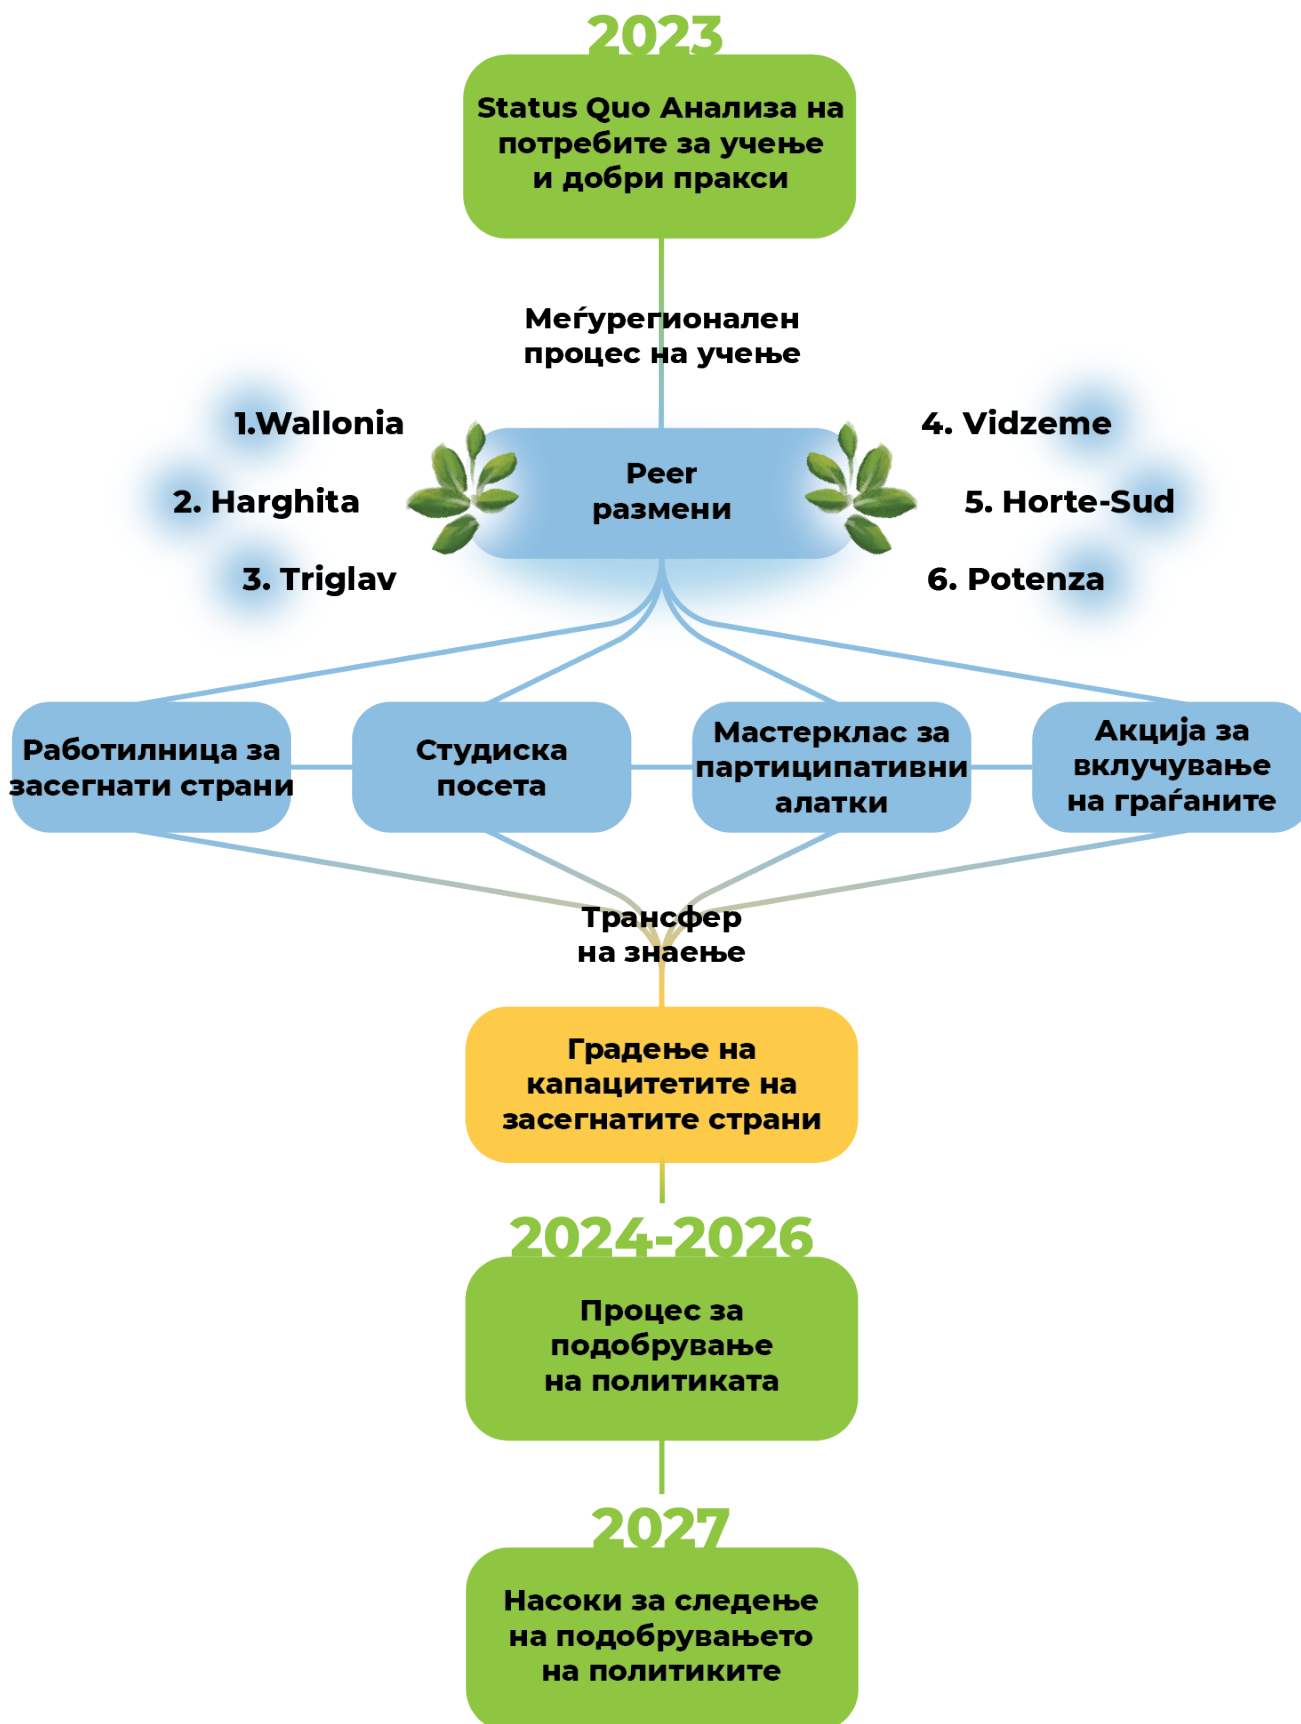 2023
Status Quo Анализа на
потребите за учење
и добри пракси
Меѓурегионален
процес на учење
1.Wallonia
2. Harghita
3. Triglav
Peer
размени
4. Vidzeme
5. Horte-Sud
6. Potenza
Работилница за
засегнати страни
Студиска
посета
Мастерклас за
партиципативни
алатки
Акција за
вклучување
на граѓаните
Трансфер
на знаење
Градење на
капацитетите на
засегнатите страни
2024-2026
Процес за
подобрување
на политиката
2027
Насоки за следење
на подобрувањето
на политиките